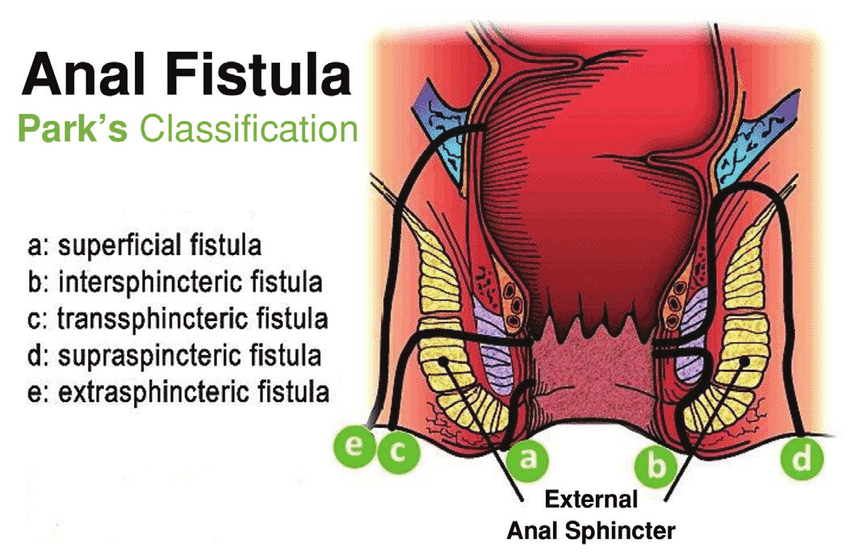 Anal Fistula
Park's Classification
a: superficial fistula
b: intersphincteric fistula
c: transsphincteric fistula
d: supraspincteric fistula
e: extrasphincteric fistula
e c a b d
External
Anal Sphincter